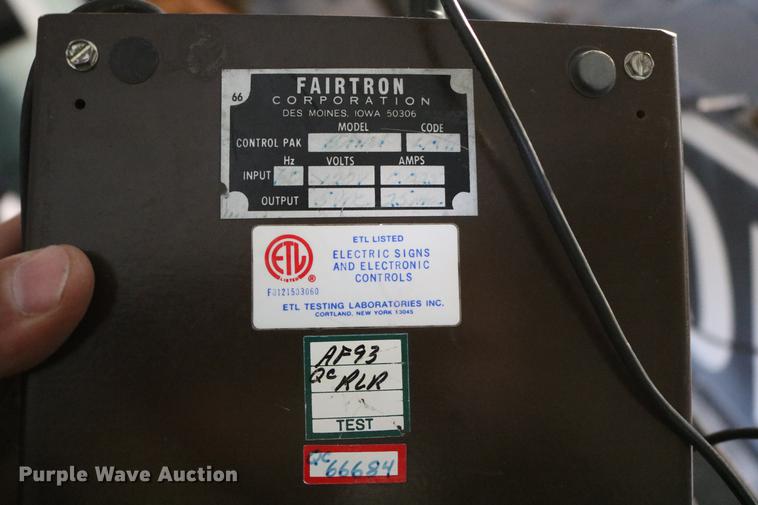 66
FAIRTRON
CORPORATION
DES MOINES, IOWA 50306
MODEL CODE
CONTROL PAK
Hz VOLTS AMPS
INPUT
OUTPUT
ETL LISTED
ETL ®
ELECTRIC SIGNS
AND ELECTRONIC
CONTROLS
ETL TESTING LABORATORIES INC.
CORTLAND, NEW YORK 13045
AF93
QC RLR
TEST
QC
66684
Purple Wave Auction